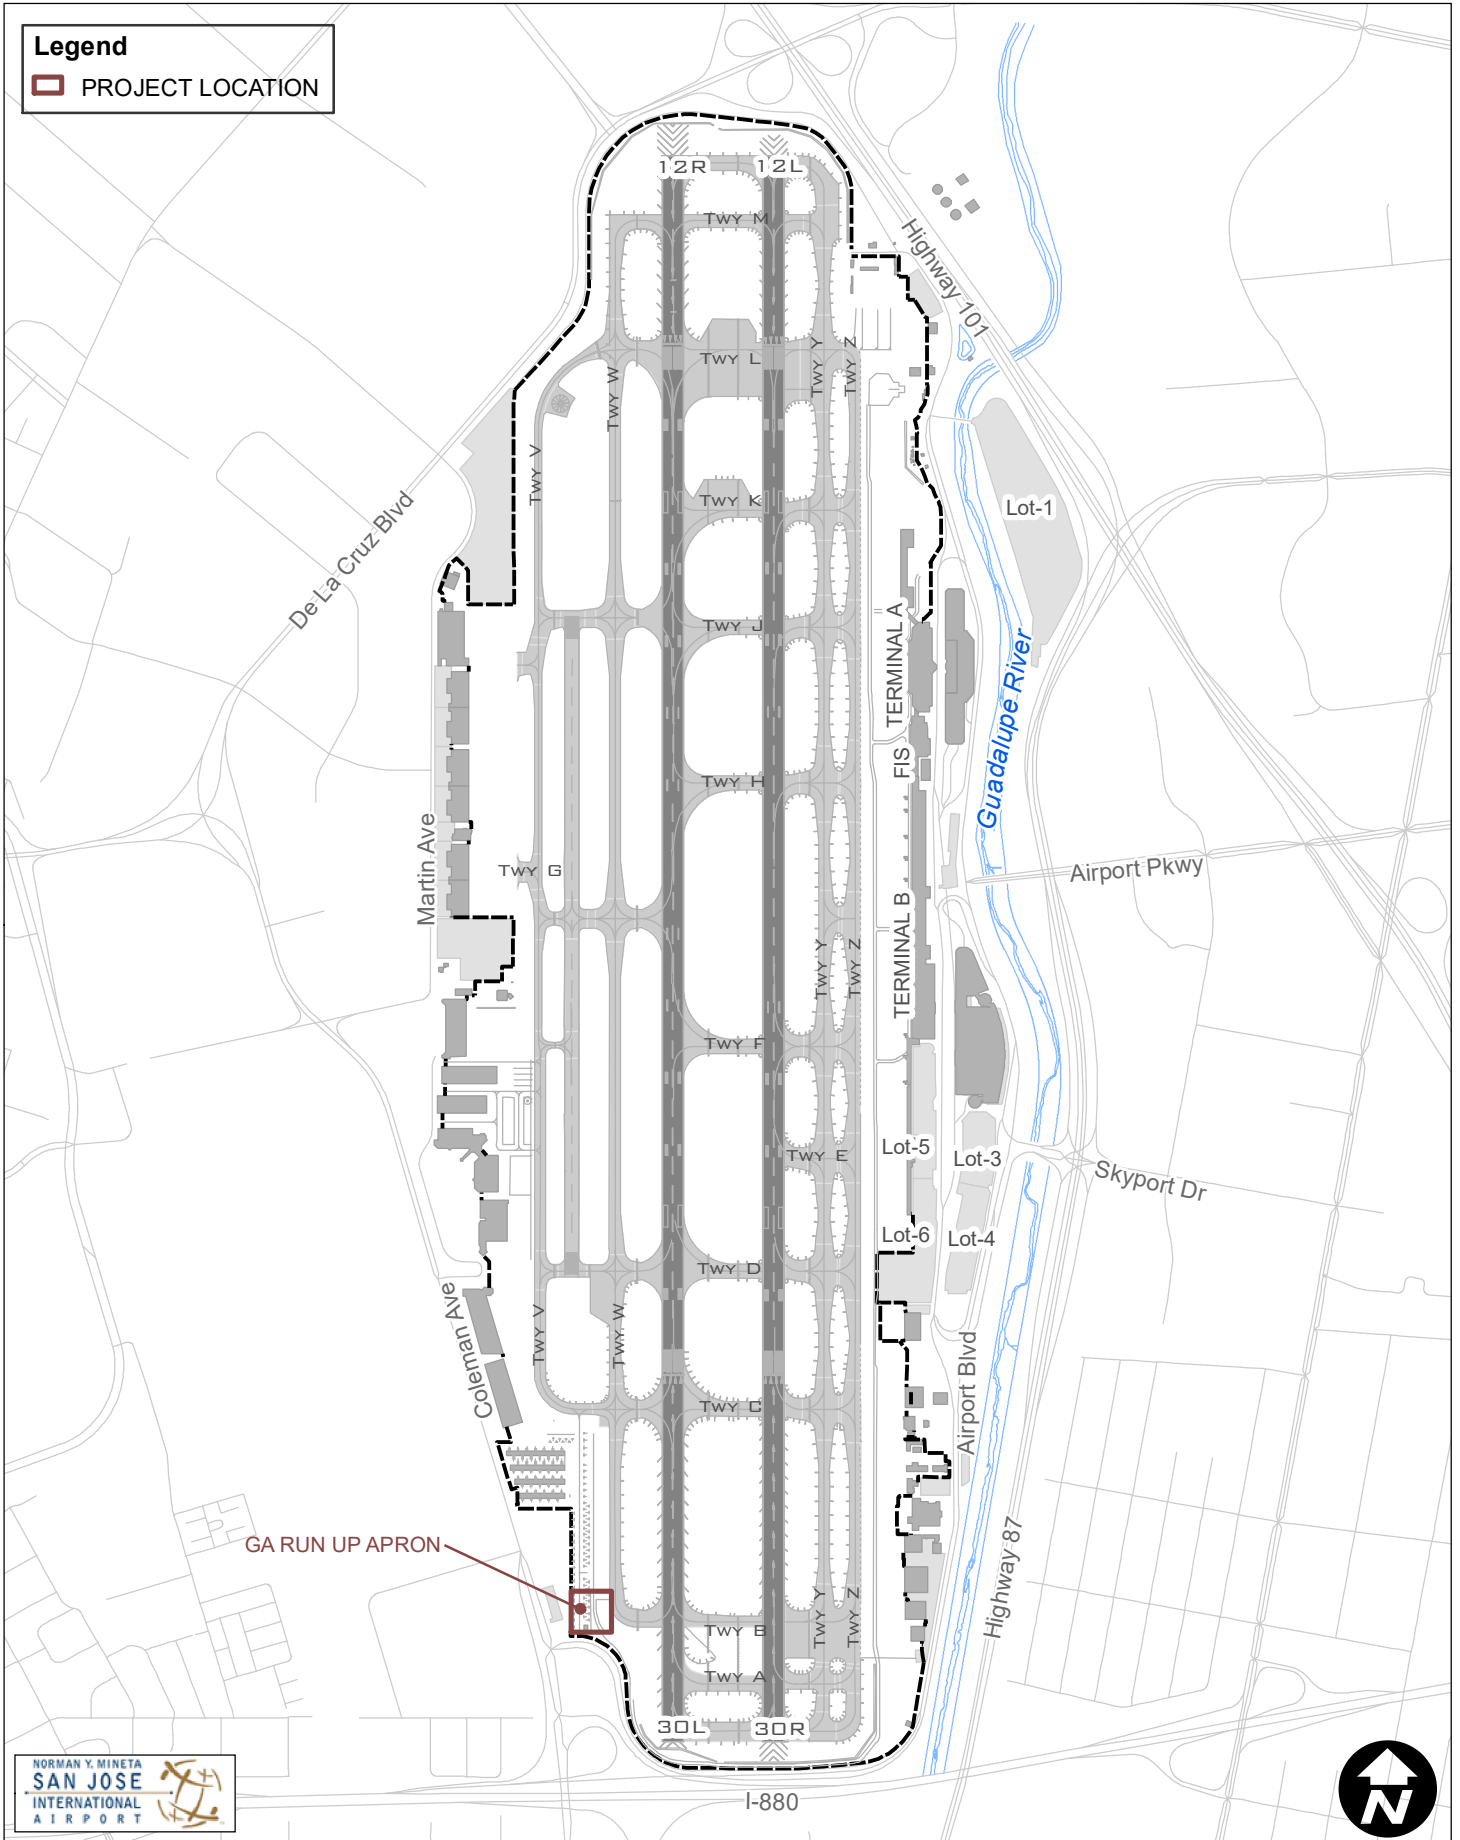 Legend
PROJECT LOCATION
12R
12L
TWY M
Highway 101
TWY L
TWY Y
TWY Z
TWY W
TWY V
TWY K
Lot-1
De La Cruz Blvd
TWY J
TERMINAL A
Guadalupe River
FIS
TWY H
Martin Ave
TWY G
Airport Pkwy
TERMINAL B
TWY Y
TWY Z
TWY F
Lot-5
TWY E
Lot-3
Skyport Dr
Lot-6
Lot-4
TWY D
Coleman Ave
TWY V
TWY W
Airport Blvd
TWY C
GA RUN UP APRON
Highway 87
TWY Y
TWY Z
TWY B
TWY A
30L
30R
NORMAN Y. MINETA
SAN JOSE
INTERNATIONAL
AIRPORT
I-880
N